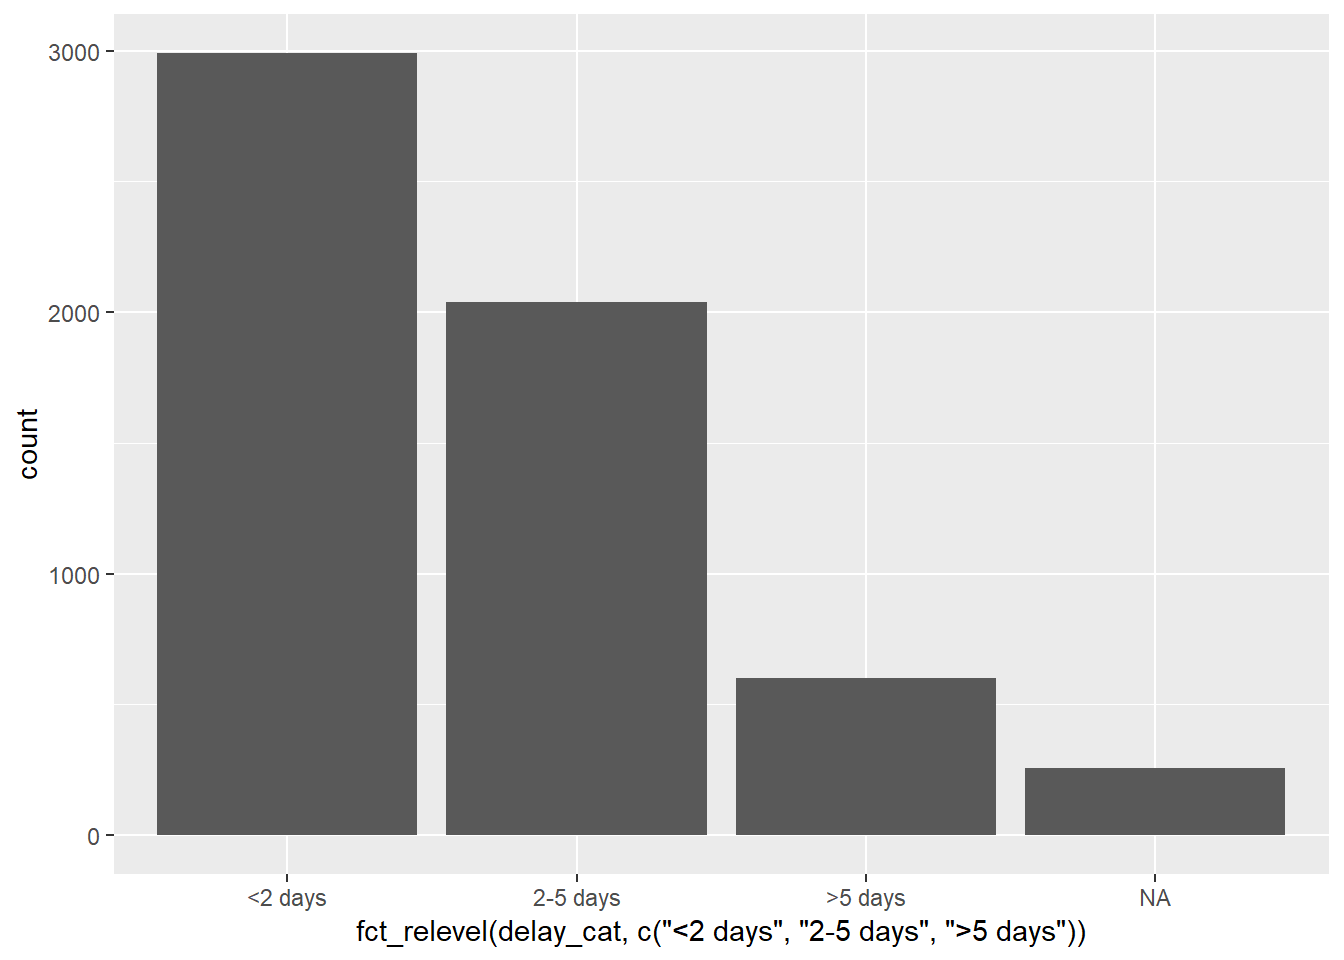 3000
2000
1000
0
count
<2 days
2-5 days
>5 days
NA
fct_relevel(delay_cat, c("<2 days", "2-5 days", ">5 days"))